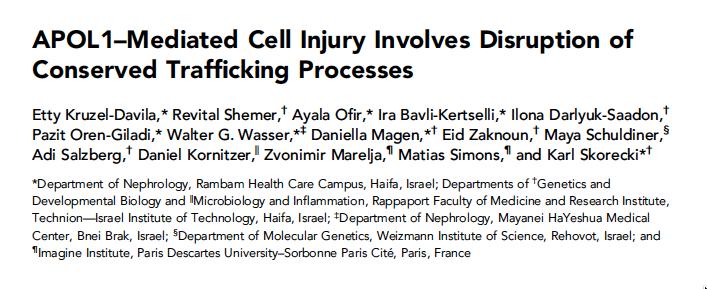 APOL1–Mediated Cell Injury Involves Disruption of
Conserved Trafficking Processes
Etty Kruzel-Davila,* Revital Shemer,† Ayala Ofir,* Ira Bavli-Kertselli,* Ilona Darlyuk-Saadon,†
Pazit Oren-Giladi,* Walter G. Wasser,*‡ Daniella Magen,*† Eid Zaknoun,† Maya Schuldiner,§
Adi Salzberg,† Daniel Kornitzer,‖ Zvonimir Marelja,¶ Matias Simons,¶ and Karl Skorecki*†
*Department of Nephrology, Rambam Health Care Campus, Haifa, Israel; Departments of †Genetics and
Developmental Biology and ‖Microbiology and Inflammation, Rappaport Faculty of Medicine and Research Institute,
Technion—Israel Institute of Technology, Haifa, Israel; ‡Department of Nephrology, Mayanei HaYeshua Medical
Center, Bnei Brak, Israel; §Department of Molecular Genetics, Weizmann Institute of Science, Rehovot, Israel; and
¶Imagine Institute, Paris Descartes University–Sorbonne Paris Cité, Paris, France